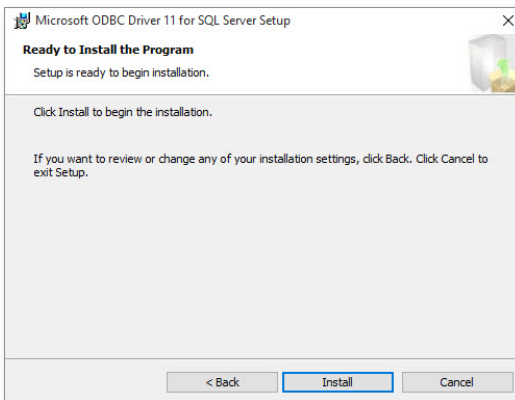 Microsoft ODBC Driver 11 for SQL Server Setup
Ready to Install the Program
Setup is ready to begin installation.
Click Install to begin the installation.
If you want to review or change any of your installation settings, click Back. Click Cancel to
exit Setup.
< Back Install Cancel